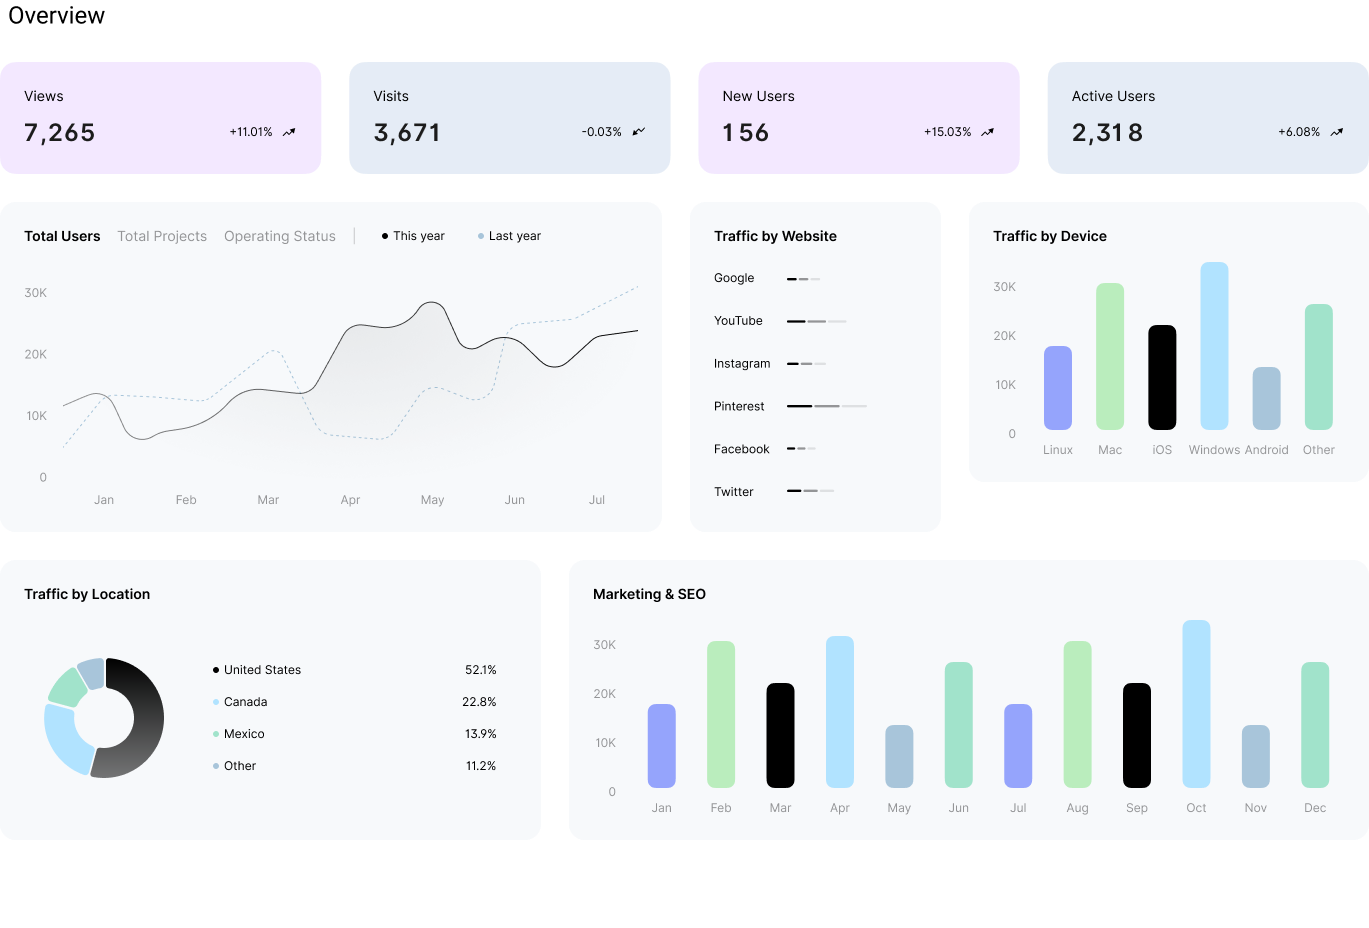 Overview
Views
7,265
+11.01%
Visits
3,671
-0.03%
New Users
156
+15.03%
Active Users
2,318
+6.08%
Total Users Total Projects Operating Status This year Last year
30K
20K
10K
0
Jan Feb Mar Apr May Jun Jul
Traffic by Website
Google
YouTube
Instagram
Pinterest
Facebook
Twitter
Traffic by Device
30K
20K
10K
0
Linux Mac iOS Windows Android Other
Traffic by Location
United States 52.1%
Canada 22.8%
Mexico 13.9%
Other 11.2%
Marketing & SEO
30K
20K
10K
0
Jan Feb Mar Apr May Jun Jul Aug Sep Oct Nov Dec